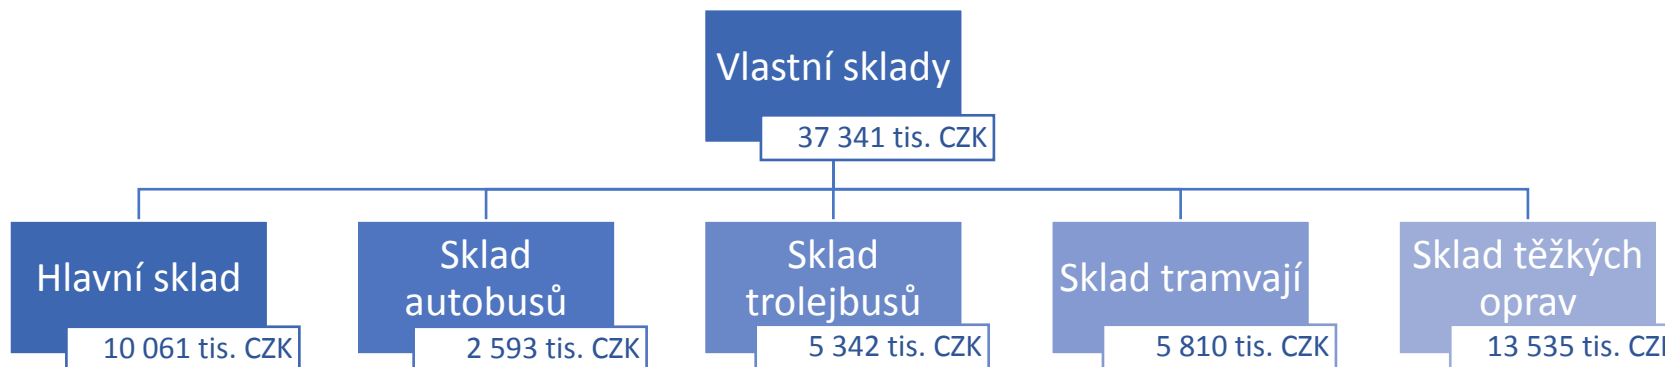 Vlastní sklady
37 341 tis. CZK
Hlavní sklad
10 061 tis. CZK
Sklad
autobusů
2 593 tis. CZK
Sklad
trolejbusů
5 342 tis. CZK
Sklad tramvají
5 810 tis. CZK
Sklad těžkých
oprav
13 535 tis. CZK